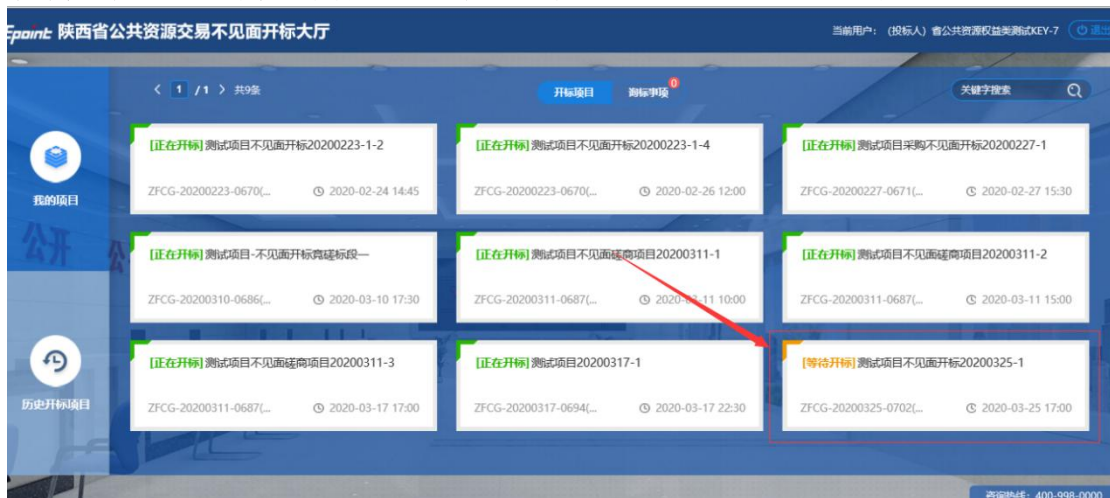 Epoint 陕西省公共资源交易不见面开标大厅
当前用户： (投标人) 省公共资源权益类测试KEY-7
退出
< 1 / 1 > 共9条
开标项目
询标事项
0
关键字搜索
我的项目
历史开标项目
[正在开标] 测试项目不见面开标20200223-1-2
ZFCG-20200223-0670(... 2020-02-24 14:45
[正在开标] 测试项目不见面开标20200223-1-4
ZFCG-20200223-0670(... 2020-02-26 12:00
[正在开标] 测试项目采购不见面开标20200227-1
ZFCG-20200227-0671(... 2020-02-27 15:30
[正在开标] 测试项目-不见面开标竞磋标段一
ZFCG-20200310-0686(... 2020-03-10 17:30
[正在开标] 测试项目不见面磋商项目20200311-1
ZFCG-20200311-0687(... 2020-03-11 10:00
[正在开标] 测试项目不见面磋商项目20200311-2
ZFCG-20200311-0687(... 2020-03-11 15:00
[正在开标] 测试项目不见面磋商项目20200311-3
ZFCG-20200311-0687(... 2020-03-17 17:00
[正在开标] 测试项目20200317-1
ZFCG-20200317-0694(... 2020-03-17 22:30
[等待开标] 测试项目不见面开标20200325-1
ZFCG-20200325-0702(... 2020-03-25 17:00
公开 公
咨询热线：400-998-0000